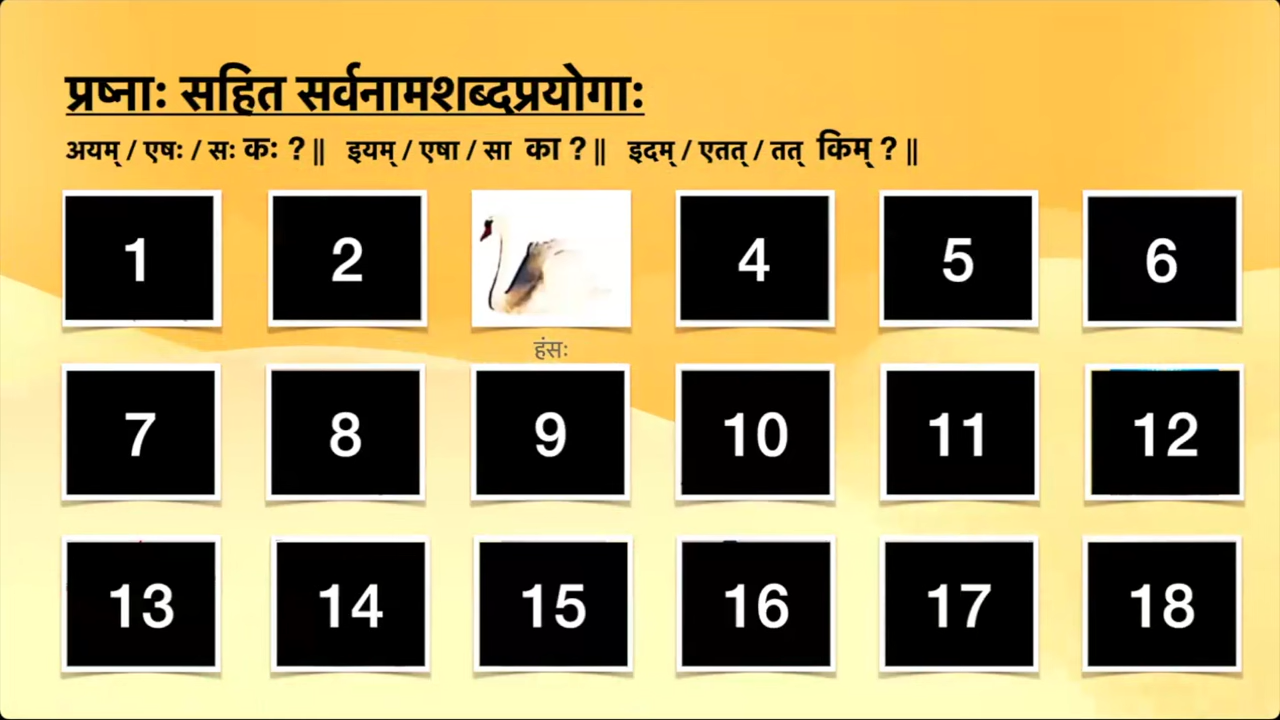 प्रष्नाः सहित सर्वनामशब्दप्रयोगाः
अयम् / एषः / सः कः ? || इयम् / एषा / सा का ? || इदम् / एतत् / तत् किम् ? ||
1 2 4 5 6
हंसः
7 8 9 10 11 12
13 14 15 16 17 18